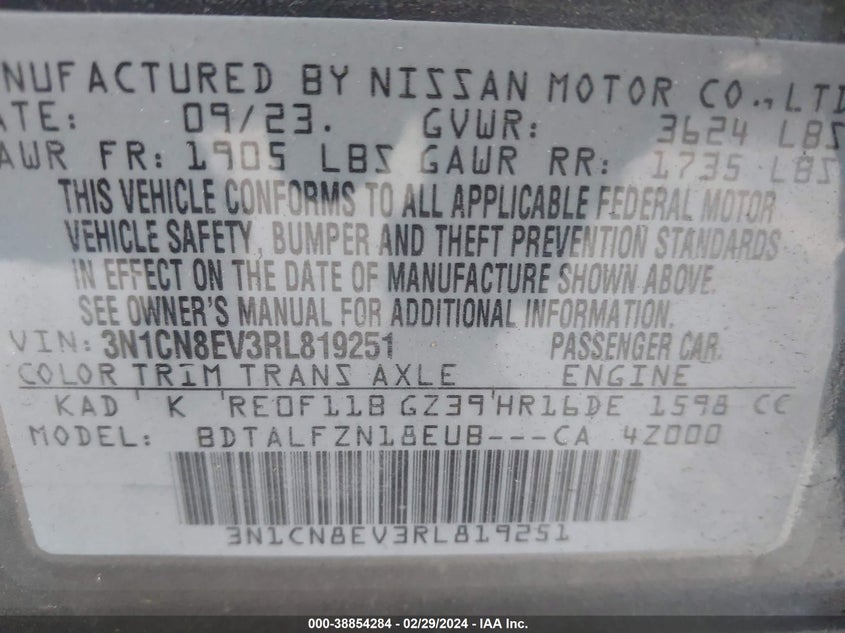 NUFACTURED BY NISSAN MOTOR CO., LTD
ATE: 09/23. GVWR: 3624 LBS
AWR FR: 1905 LBS GAWR RR: 1735 LBS
THIS VEHICLE CONFORMS TO ALL APPLICABLE FEDERAL MOTOR
VEHICLE SAFETY, BUMPER AND THEFT PREVENTION STANDARDS
IN EFFECT ON THE DATE OF MANUFACTURE SHOWN ABOVE.
SEE OWNER'S MANUAL FOR ADDITIONAL INFORMATION.
VIN: 3N1CN8EV3RL819251 PASSENGER CAR.
COLOR TRIM TRANS AXLE ENGINE
KAD K RE0F11B GZ39 HR16DE 1598 CC
MODEL: BDTALFZN18EUB---CA 4Z000
3N1CN8EV3RL819251
000-38854284 / 02/29/2024 - IAA Inc.